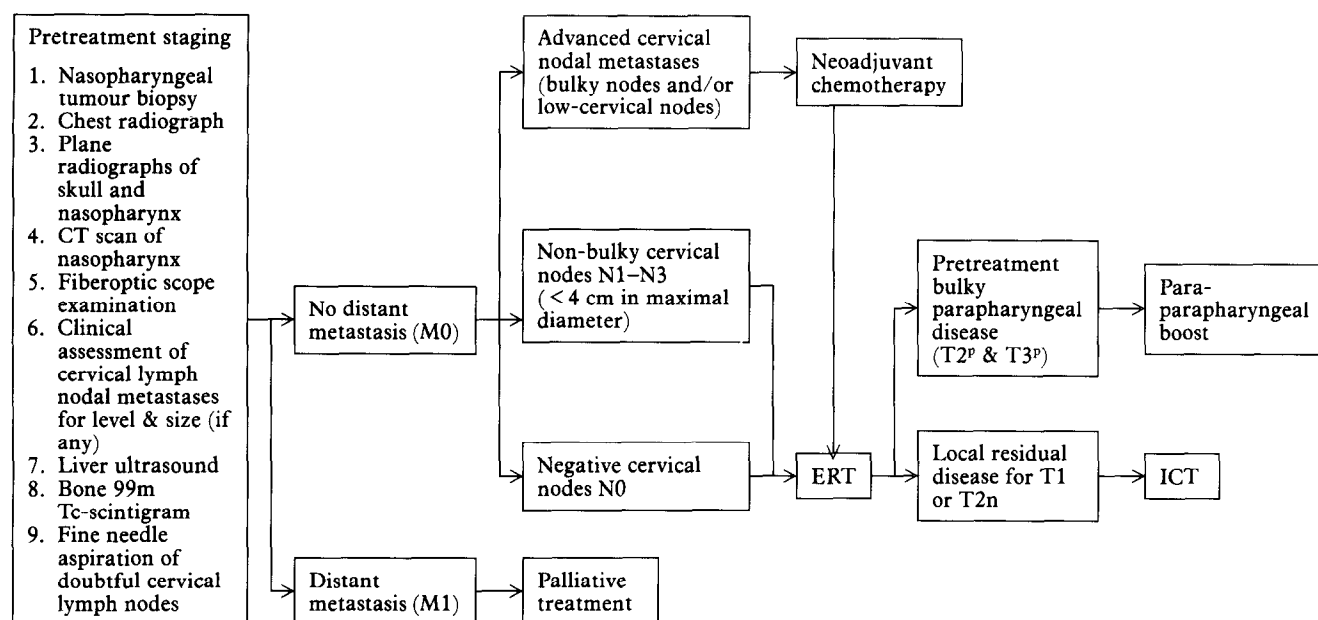 Pretreatment staging
1. Nasopharyngeal
tumour biopsy
2. Chest radiograph
3. Plane
radiographs of
skull and
nasopharynx
4. CT scan of
nasopharynx
5. Fiberoptic scope
examination
6. Clinical
assessment of
cervical lymph
nodal metastases
for level & size (if
any)
7. Liver ultrasound
8. Bone 99m
Tc-scintigram
9. Fine needle
aspiration of
doubtful cervical
lymph nodes
No distant
metastasis (M0)
Distant
metastasis (M1)
Advanced cervical
nodal metastases
(bulky nodes and/or
low-cervical nodes)
Non-bulky cervical
nodes N1–N3
(< 4 cm in maximal
diameter)
Negative cervical
nodes N0
Palliative
treatment
Neoadjuvant
chemotherapy
ERT
Pretreatment
bulky
parapharyngeal
disease
(T2ᵖ & T3ᵖ)
Local residual
disease for T1
or T2n
Para-
parapharyngeal
boost
ICT